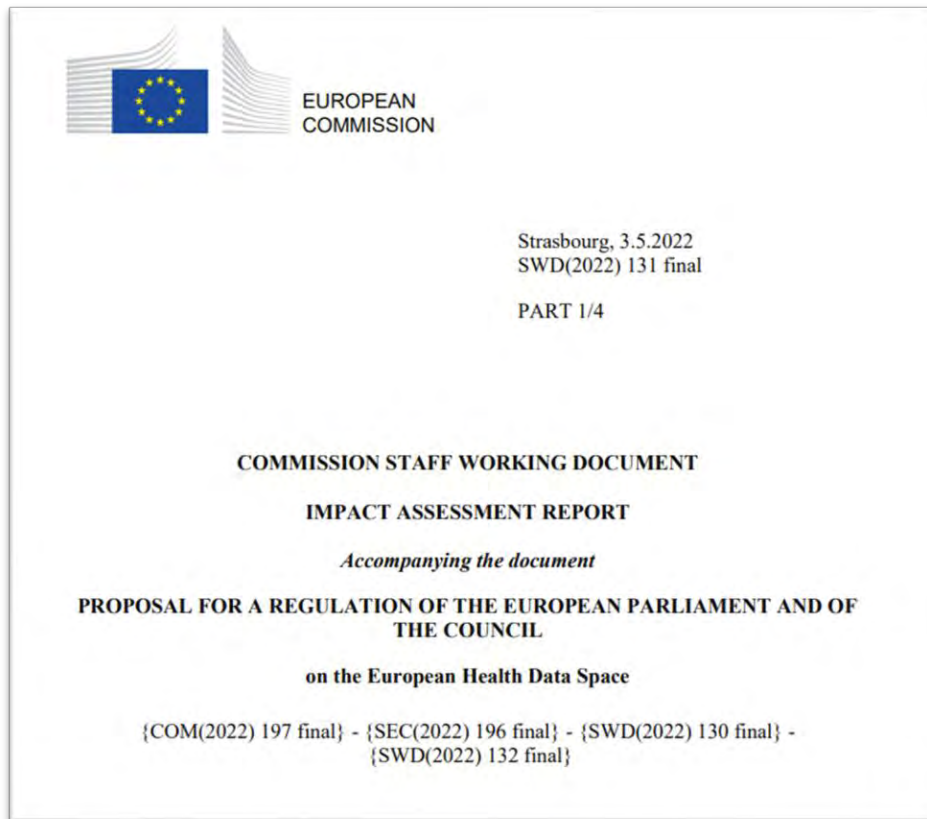 EUROPEAN
COMMISSION
Strasbourg, 3.5.2022
SWD(2022) 131 final
PART 1/4
COMMISSION STAFF WORKING DOCUMENT
IMPACT ASSESSMENT REPORT
Accompanying the document
PROPOSAL FOR A REGULATION OF THE EUROPEAN PARLIAMENT AND OF
THE COUNCIL
on the European Health Data Space
{COM(2022) 197 final} - {SEC(2022) 196 final} - {SWD(2022) 130 final} -
{SWD(2022) 132 final}